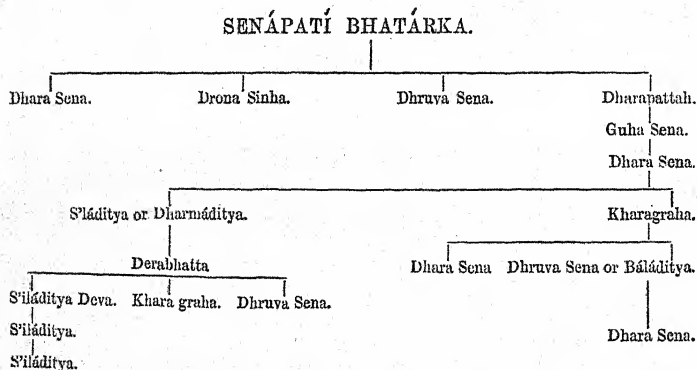 SENÁPATÍ BHATÁRKA.
Dhara Sena. Drona Sinha. Dhruva Sena. Dharapattah.
Guha Sena.
Dhara Sena.
S'láditya or Dharmáditya. Kharagraha.
Derabhatta Dhara Sena Dhruva Sena or Báláditya.
S'iláditya Deva. Khara graha. Dhruva Sena.
S'iláditya. Dhara Sena.
S'iláditya.